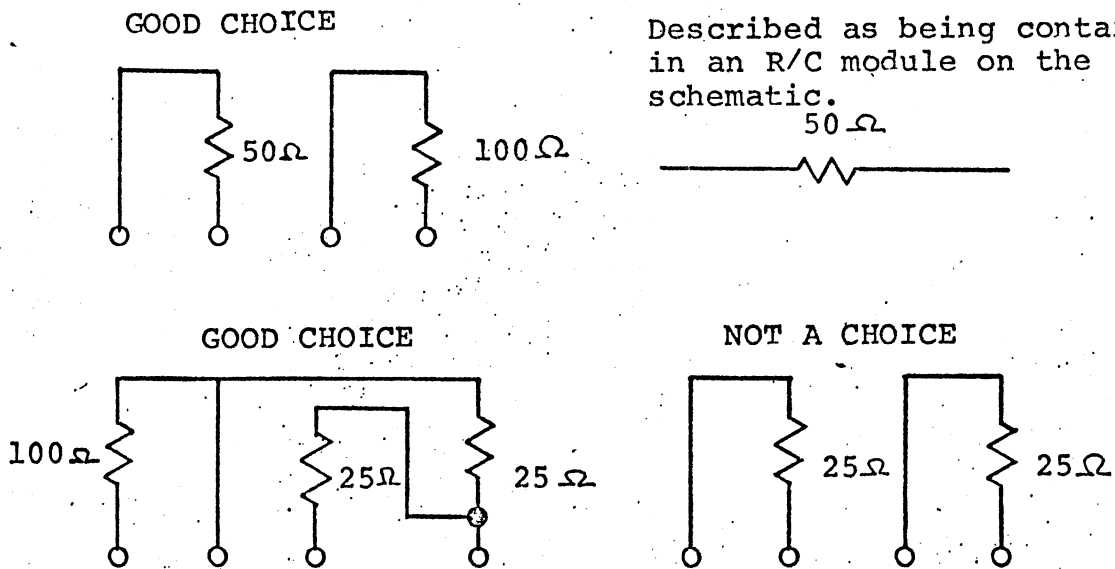 GOOD CHOICE
Described as being contai
in an R/C module on the
schematic.
50Ω
50Ω
100Ω
GOOD CHOICE
NOT A CHOICE
100Ω
25Ω
25Ω
25Ω
25Ω